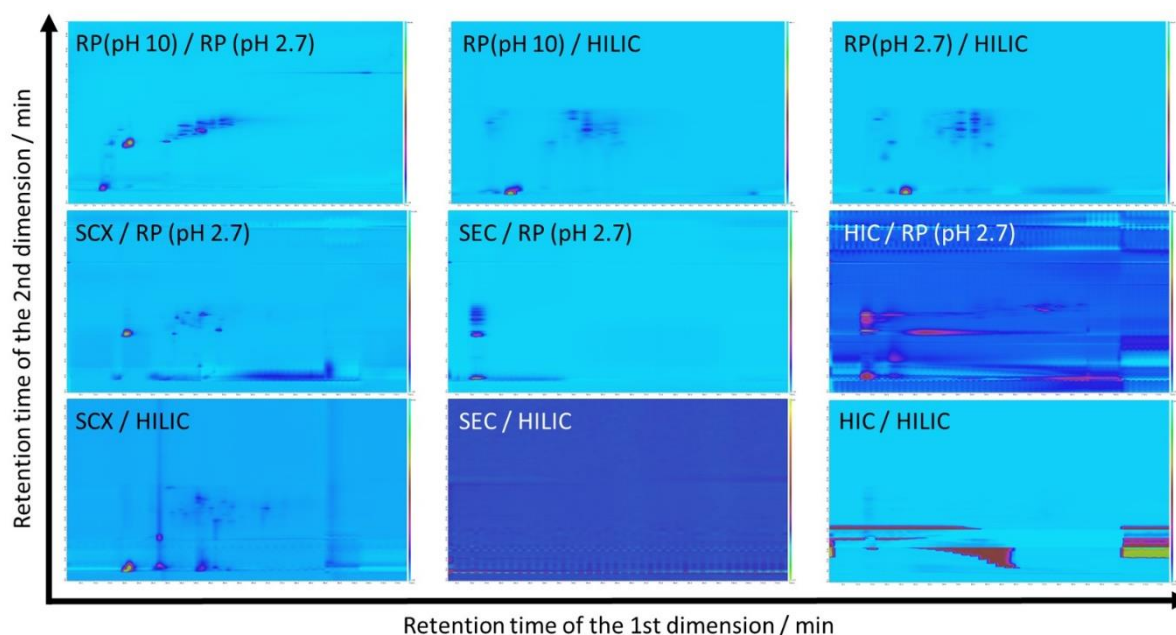 RP(pH 10) / RP (pH 2.7)
RP(pH 10) / HILIC
RP(pH 2.7) / HILIC
SCX / RP (pH 2.7)
SEC / RP (pH 2.7)
HIC / RP (pH 2.7)
SCX / HILIC
SEC / HILIC
HIC / HILIC
Retention time of the 2nd dimension / min
Retention time of the 1st dimension / min